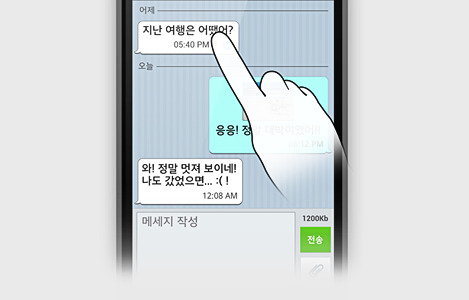 어제
지난 여행은 어땠어?
05:40 PM
오늘
응응! 정
PM
와! 정말 멋져 보이네!
나도 갔었으면... :( !
12:08 AM
메세지 작성
1200Kb
전송